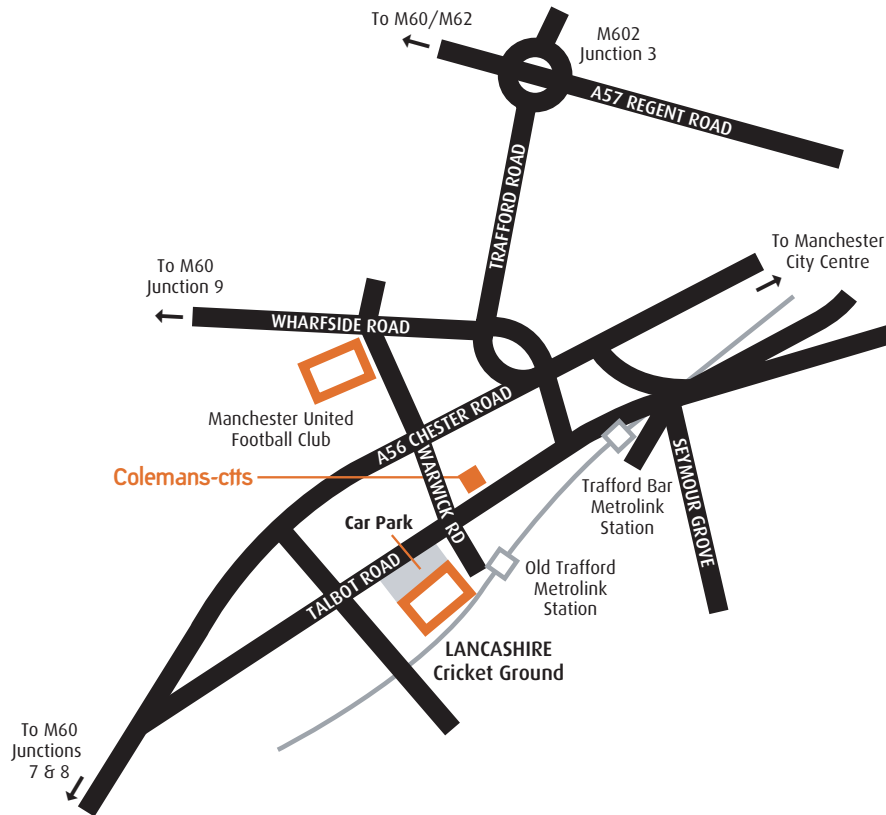 To M60/M62
M602
Junction 3
A57 REGENT ROAD
TRAFFORD ROAD
To Manchester
City Centre
To M60
Junction 9
WHARFSIDE ROAD
Manchester United
Football Club
A56 CHESTER ROAD
WARWICK RD
Colemans-ctts
Trafford Bar
Metrolink
Station
SEYMOUR GROVE
Car Park
TALBOT ROAD
Old Trafford
Metrolink
Station
LANCASHIRE
Cricket Ground
To M60
Junctions
7 & 8